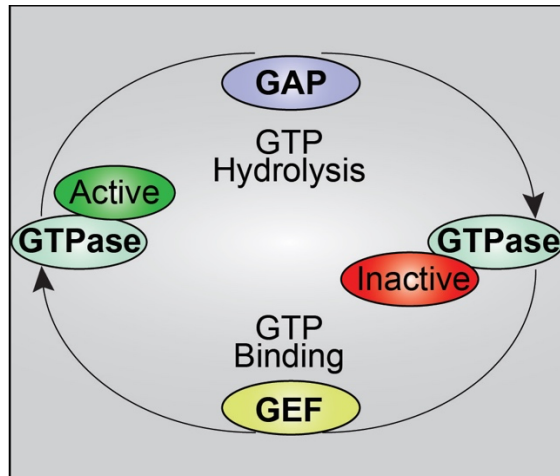 GAP
GTP
Hydrolysis
Active
GTPase
GTPase
Inactive
GTP
Binding
GEF